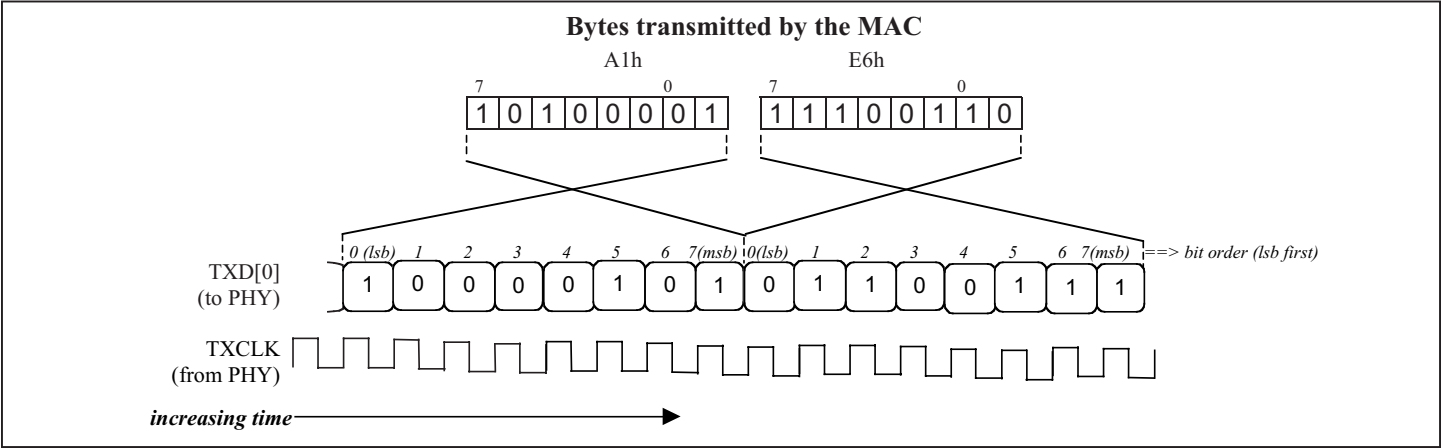 Bytes transmitted by the MAC
A1h E6h
7 0 7 0
1 0 1 0 0 0 0 1 1 1 1 0 0 1 1 0
0 (lsb) 1 2 3 4 5 6 7(msb) 0(lsb) 1 2 3 4 5 6 7(msb) ==> bit order (lsb first)
TXD[0]
(to PHY)
1 0 0 0 0 1 0 1 0 1 1 0 0 1 1 1
TXCLK
(from PHY)
increasing time